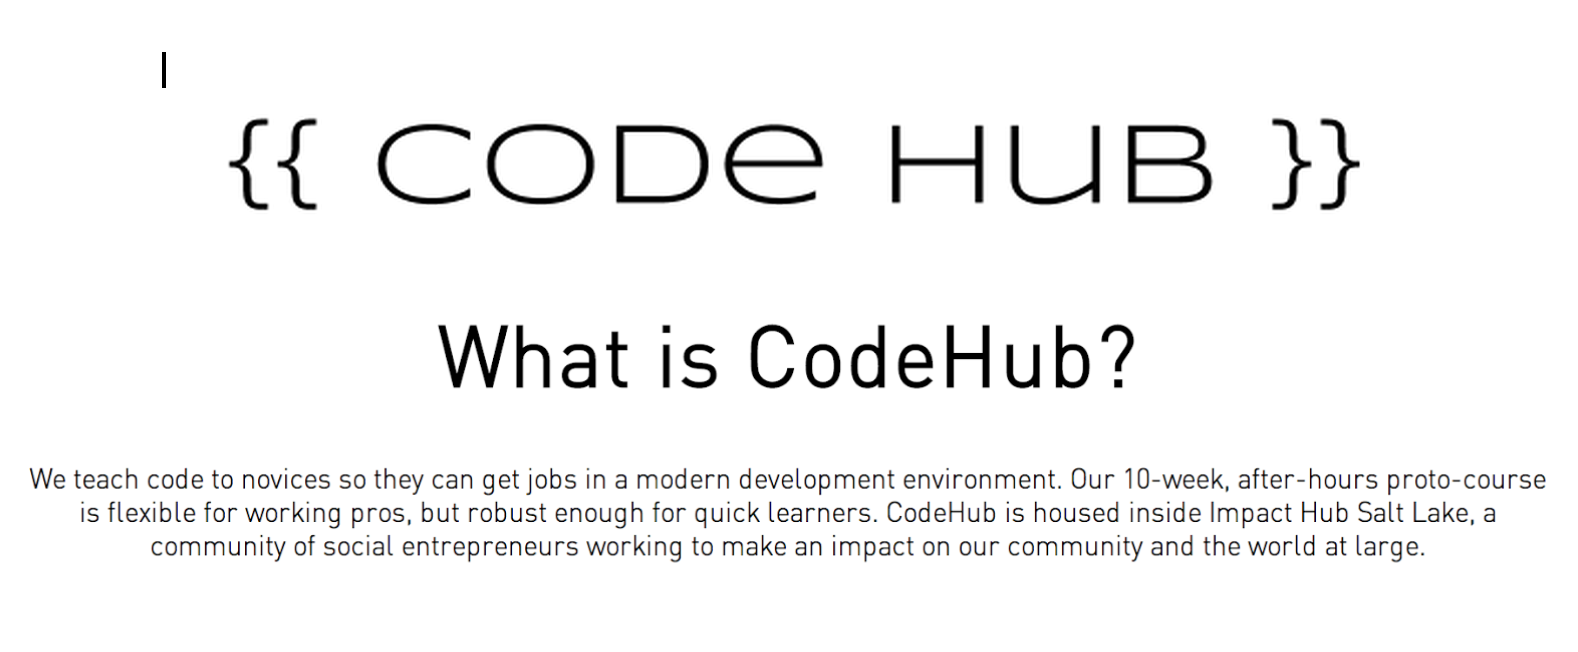 {{ CODe HUB }}
What is CodeHub?
We teach code to novices so they can get jobs in a modern development environment. Our 10-week, after-hours proto-course
is flexible for working pros, but robust enough for quick learners. CodeHub is housed inside Impact Hub Salt Lake, a
community of social entrepreneurs working to make an impact on our community and the world at large.